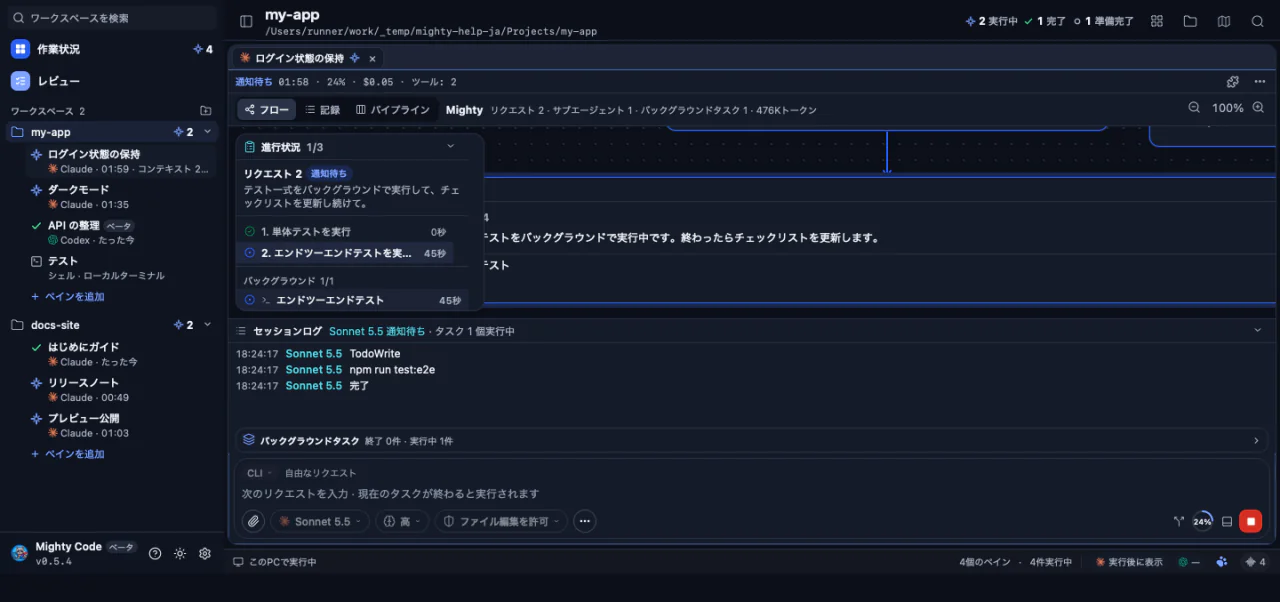 ワークスペースを検索
作業状況 4
レビュー
ワークスペース 2
my-app 2
ログイン状態の保持
Claude · 01:59 · コンテキスト 2...
ダークモード
Claude · 01:35
API の整理 ベータ
Codex · たった今
テスト
シェル · ローカルターミナル
+ ペインを追加
docs-site 2
はじめにガイド
Claude · たった今
リリースノート
Claude · 00:49
プレビュー公開
Claude · 01:03
+ ペインを追加
Mighty Code ベータ
v0.5.4
my-app
/Users/runner/work/_temp/mighty-help-ja/Projects/my-app
2 実行中 1 完了 1 準備完了
ログイン状態の保持
通知待ち 01:58 · 24% · $0.05 · ツール: 2
フロー 記録 パイプライン Mighty リクエスト 2 · サブエージェント 1 · バックグラウンドタスク 1 · 476Kトークン
100%
進行状況 1/3
リクエスト 2 通知待ち
テスト一式をバックグラウンドで実行して、チェ
ックリストを更新し続けて。
1. 単体テストを実行 0秒
2. エンドツーエンドテストを実... 45秒
バックグラウンド 1/1
エンドツーエンドテスト 45秒
4
テストをバックグラウンドで実行中です。終わったらチェックリストを更新します。
テスト
セッションログ Sonnet 5.5 通知待ち · タスク 1 個実行中
18:24:17 Sonnet 5.5 TodoWrite
18:24:17 Sonnet 5.5 npm run test:e2e
18:24:17 Sonnet 5.5 完了
バックグラウンドタスク 終了 0件 · 実行中 1件
CLI 自由なリクエスト
次のリクエストを入力 · 現在のタスクが終わると実行されます
Sonnet 5.5 高 ファイル編集を許可
24%
このPCで実行中
4個のペイン · 4件実行中 実行後に表示 — 4